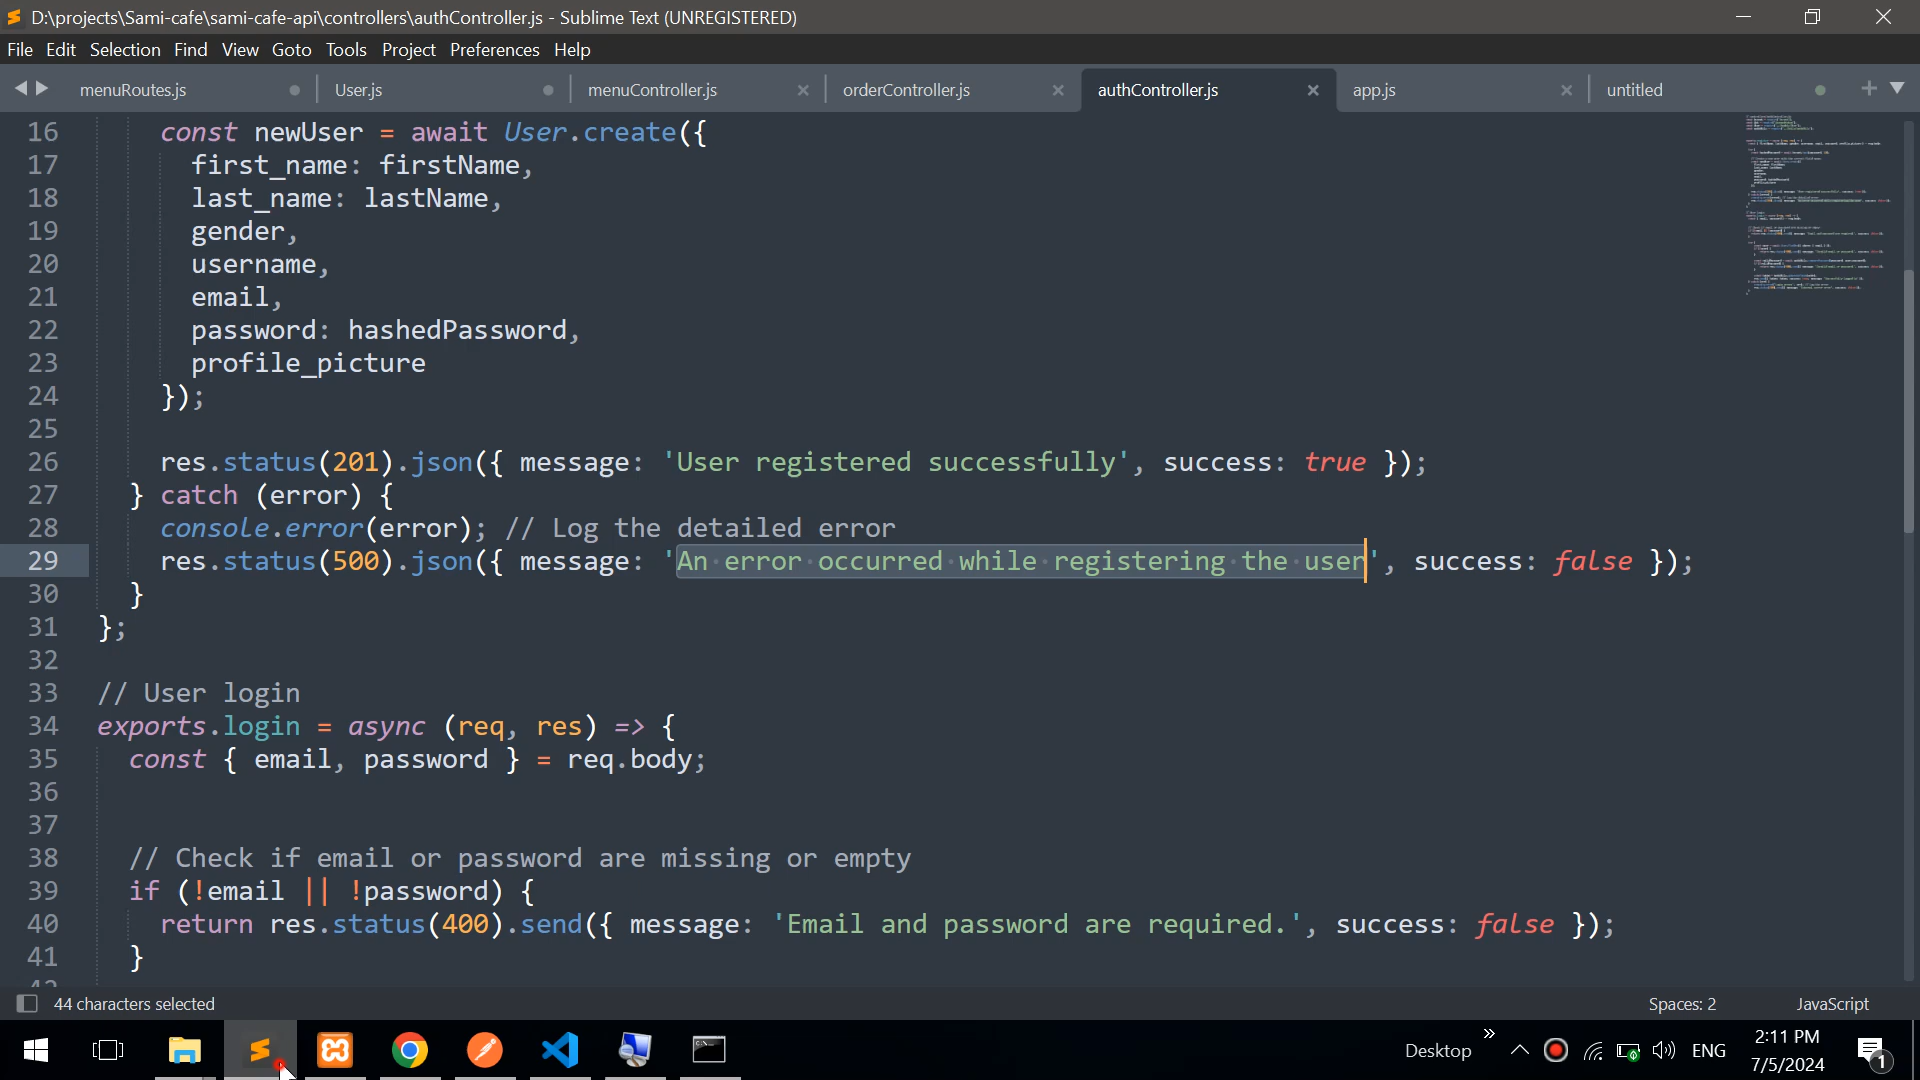 D:\projects\Sami-cafe\sami-cafe-api\controllers\authController.js - Sublime Text (UNREGISTERED)
File Edit Selection Find View Goto Tools Project Preferences Help
menuRoutes.js User.js menuController.js orderController.js authController.js app.js untitled
16 const newUser = await User.create({
17 first_name: firstName,
18 last_name: lastName,
19 gender,
20 username,
21 email,
22 password: hashedPassword,
23 profile_picture
24 });
25
26 res.status(201).json({ message: 'User registered successfully', success: true });
27 } catch (error) {
28 console.error(error); // Log the detailed error
29 res.status(500).json({ message: 'An error occurred while registering the user', success: false });
30 }
31 };
32
33 // User login
34 exports.login = async (req, res) => {
35 const { email, password } = req.body;
36
37
38 // Check if email or password are missing or empty
39 if (!email || !password) {
40 return res.status(400).send({ message: 'Email and password are required.', success: false });
41 }
44 characters selected Spaces: 2 JavaScript
Desktop ENG 2:11 PM 7/5/2024 1